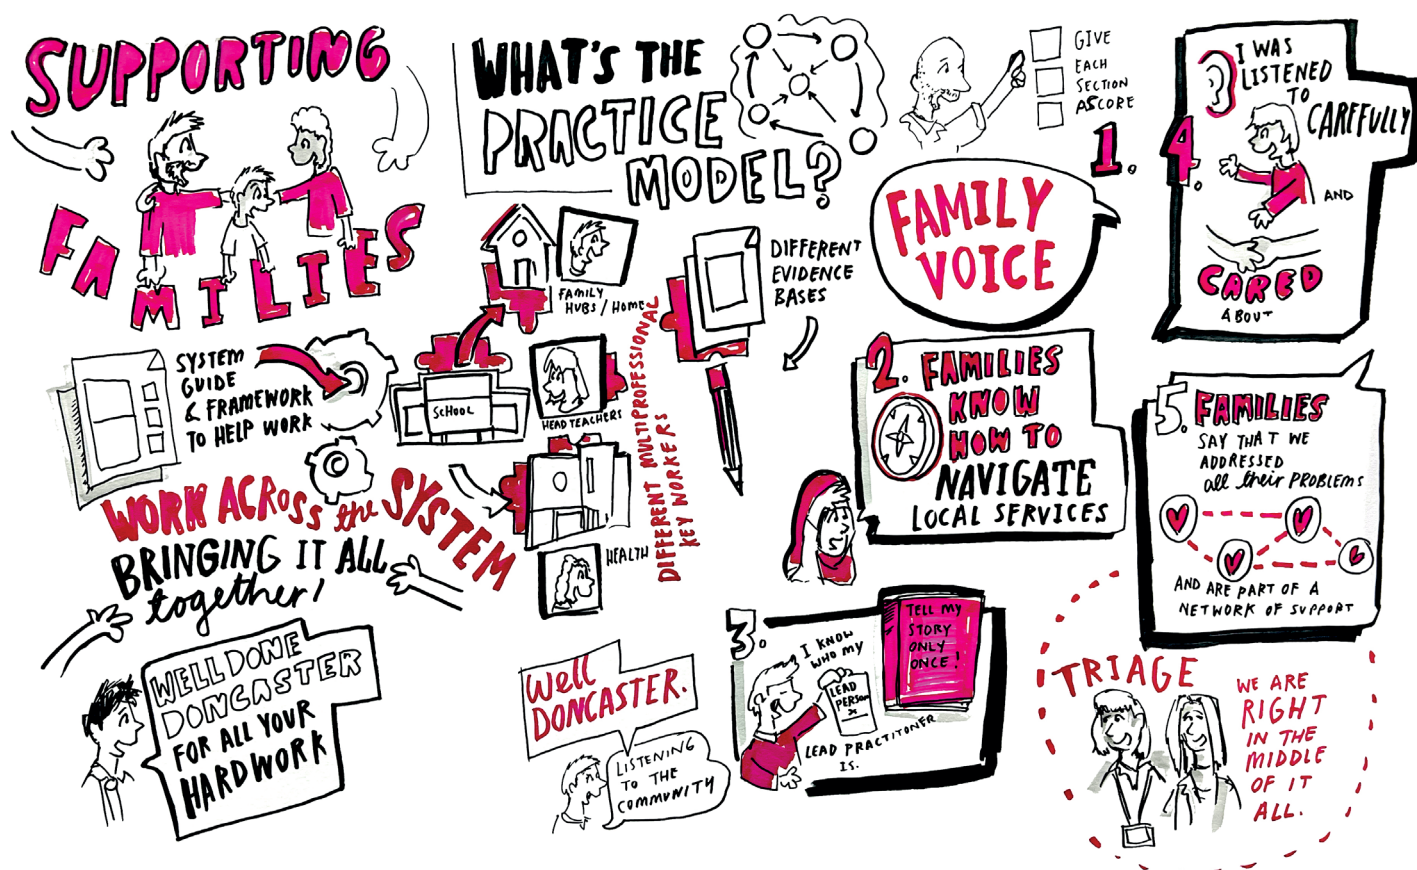 SUPPORTING
FAMILIES
WHAT'S THE
PRACTICE
MODEL?
GIVE
EACH
SECTION
A SCORE
1.
FAMILY
VOICE
4.
I WAS
LISTENED
TO
CAREFULLY
AND
CARED
ABOUT
SYSTEM
GUIDE
& FRAMEWORK
TO HELP WORK
SCHOOL
FAMILY
HUBS / HOME
HEADTEACHERS
HEALTH
DIFFERENT MULTIPROFESSIONAL
KEY WORKERS
DIFFERENT
EVIDENCE
BASES
2. FAMILIES
KNOW
HOW TO
NAVIGATE
LOCAL SERVICES
5. FAMILIES
SAY THAT WE
ADDRESSED
all their PROBLEMS
AND ARE PART OF A
NETWORK OF SUPPORT
WORK ACROSS the SYSTEM
BRINGING IT ALL
together!
WELL DONE
DONCASTER
FOR ALL YOUR
HARDWORK
Well
DONCASTER.
LISTENING
TO THE
COMMUNITY
3.
I KNOW
WHO MY
LEAD
PERSON
IS
LEAD PRACTITONER
IS.
TELL MY
STORY
ONLY
ONCE!
TRIAGE
WE ARE
RIGHT
IN THE
MIDDLE
OF IT
ALL.